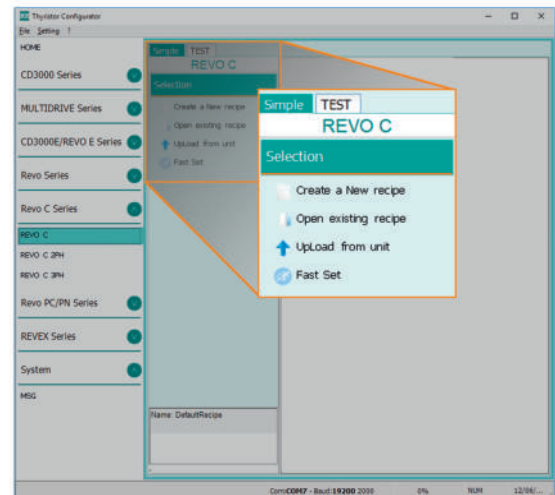 Thyristor Configurator
File Setting ?
HOME
CD3000 Series
MULTIDRIVE Series
CD3000E/REVO E Series
Revo Series
Revo C Series
REVO C
REVO C 2PH
REVO C 3PH
Revo PC/PN Series
REVEX Series
System
MSG
Simple TEST
REVO C
Selection
Create a New recipe
Open existing recipe
UpLoad from unit
Fast Set
Simple TEST
REVO C
Selection
Create a New recipe
Open existing recipe
UpLoad from unit
Fast Set
Name: DefaultRecipe
Com:COM7 - Baud:19200 2000 0% NUM 12/06/...